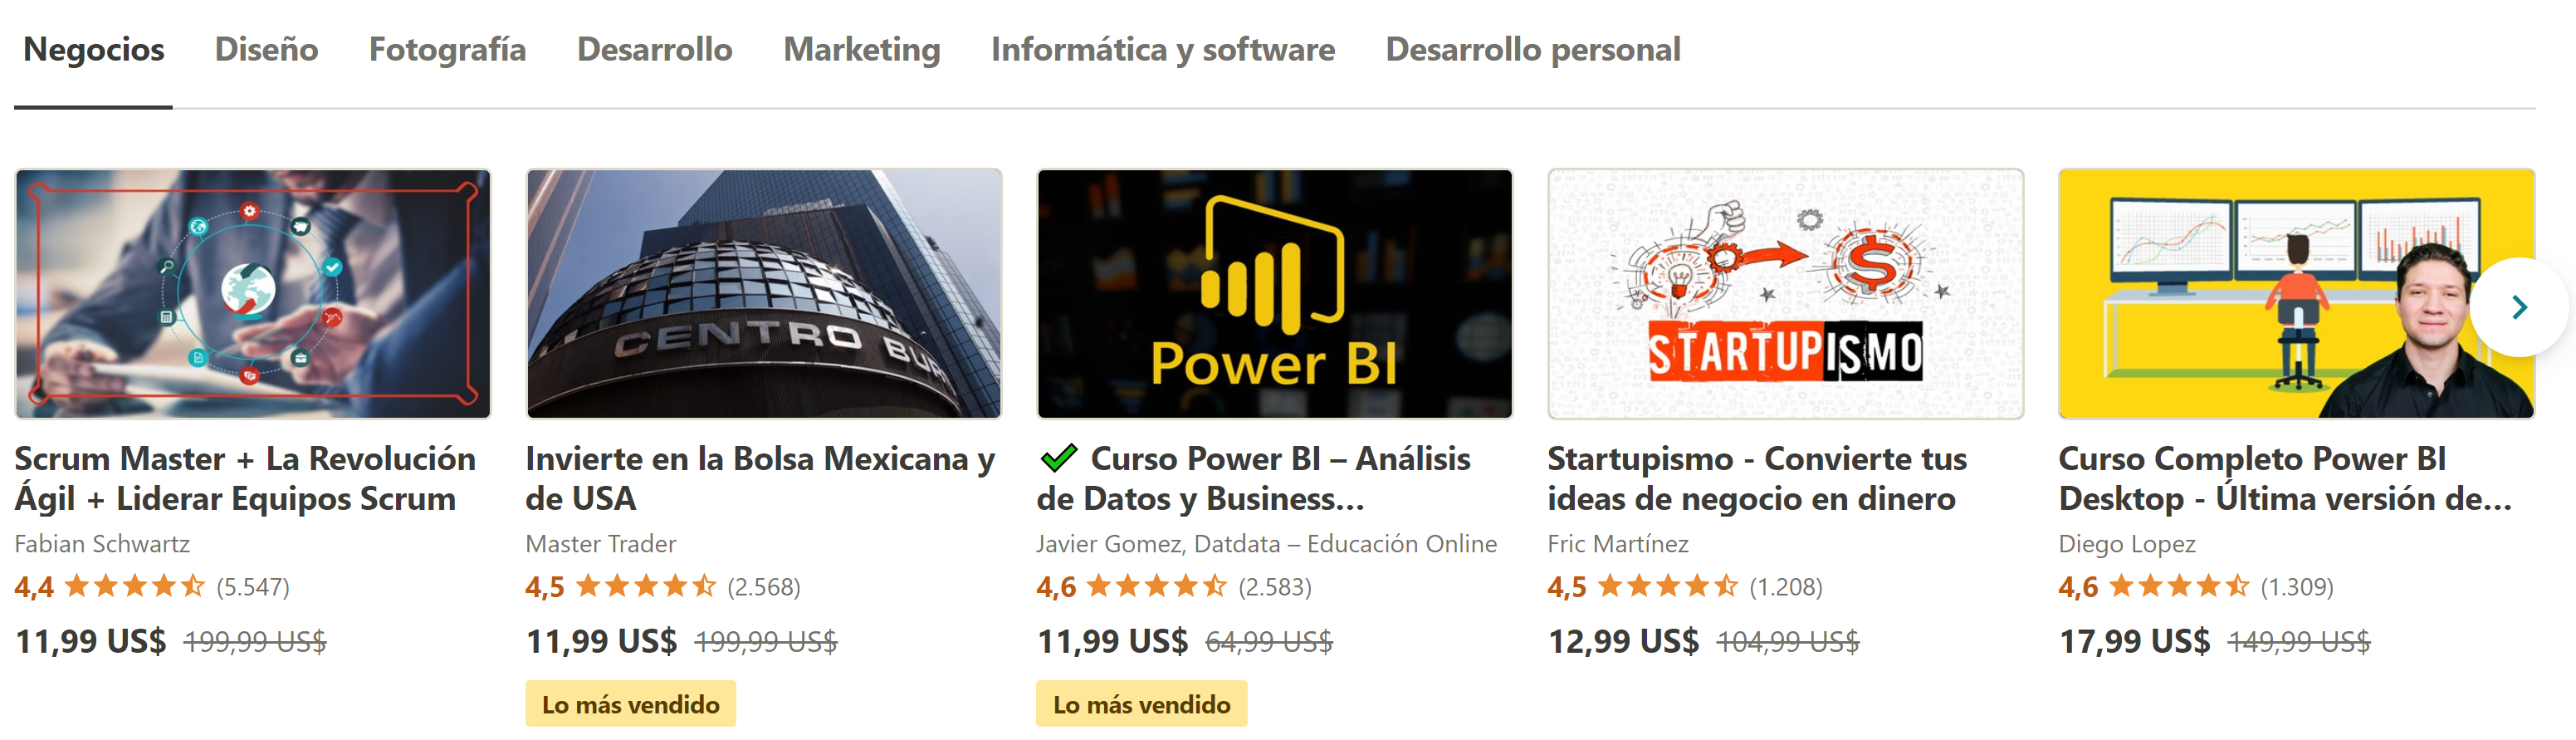 Negocios Diseño Fotografía Desarrollo Marketing Informática y software Desarrollo personal
CENTRO BUR
Power BI
STARTUPISMO
Scrum Master + La Revolución
Ágil + Liderar Equipos Scrum
Fabian Schwartz
4,4 (5.547)
11,99 US$ 199,99 US$
Invierte en la Bolsa Mexicana y
de USA
Master Trader
4,5 (2.568)
11,99 US$ 199,99 US$
Lo más vendido
✔ Curso Power BI – Análisis
de Datos y Business...
Javier Gomez, Datdata – Educación Online
4,6 (2.583)
11,99 US$ 64,99 US$
Lo más vendido
Startupismo - Convierte tus
ideas de negocio en dinero
Fric Martínez
4,5 (1.208)
12,99 US$ 104,99 US$
Curso Completo Power BI
Desktop - Última versión de...
Diego Lopez
4,6 (1.309)
17,99 US$ 149,99 US$